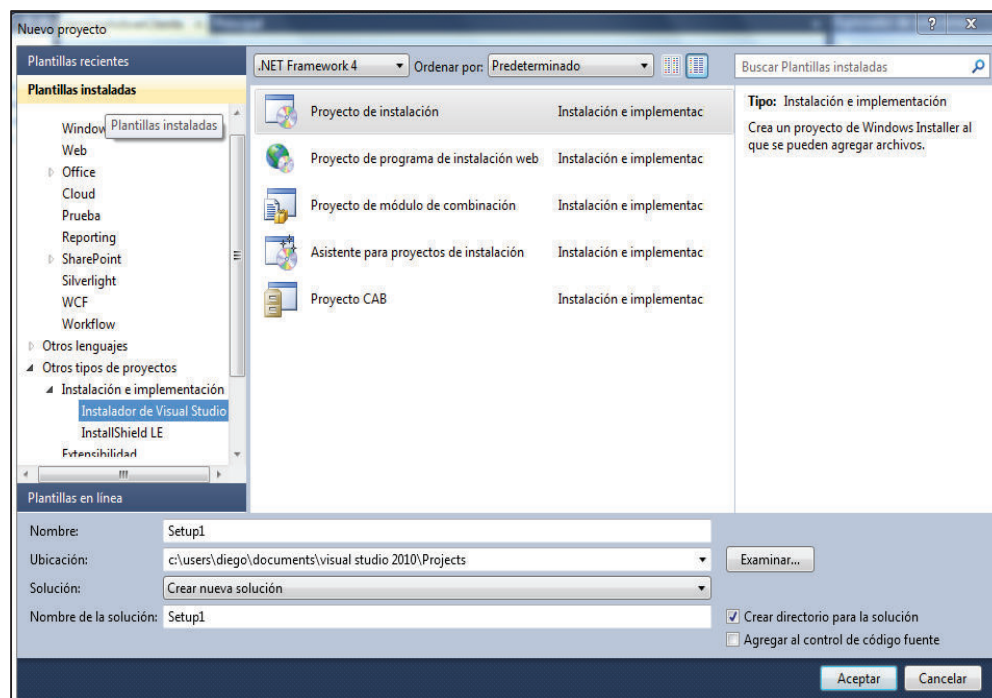 Nuevo proyecto
Plantillas recientes
Plantillas instaladas
Window
Plantillas instaladas
Web
Office
Cloud
Prueba
Reporting
SharePoint
Silverlight
WCF
Workflow
Otros lenguajes
Otros tipos de proyectos
Instalación e implementación
Instalador de Visual Studio
InstallShield LE
Extensibilidad
Plantillas en línea
.NET Framework 4 Ordenar por: Predeterminado
Proyecto de instalación Instalación e implementac
Proyecto de programa de instalación web Instalación e implementac
Proyecto de módulo de combinación Instalación e implementac
Asistente para proyectos de instalación Instalación e implementac
Proyecto CAB Instalación e implementac
Buscar Plantillas instaladas
Tipo: Instalación e implementación
Crea un proyecto de Windows Installer al
que se pueden agregar archivos.
Nombre: Setup1
Ubicación: c:\users\diego\documents\visual studio 2010\Projects Examinar...
Solución: Crear nueva solución
Nombre de la solución: Setup1
Crear directorio para la solución
Agregar al control de código fuente
Aceptar Cancelar